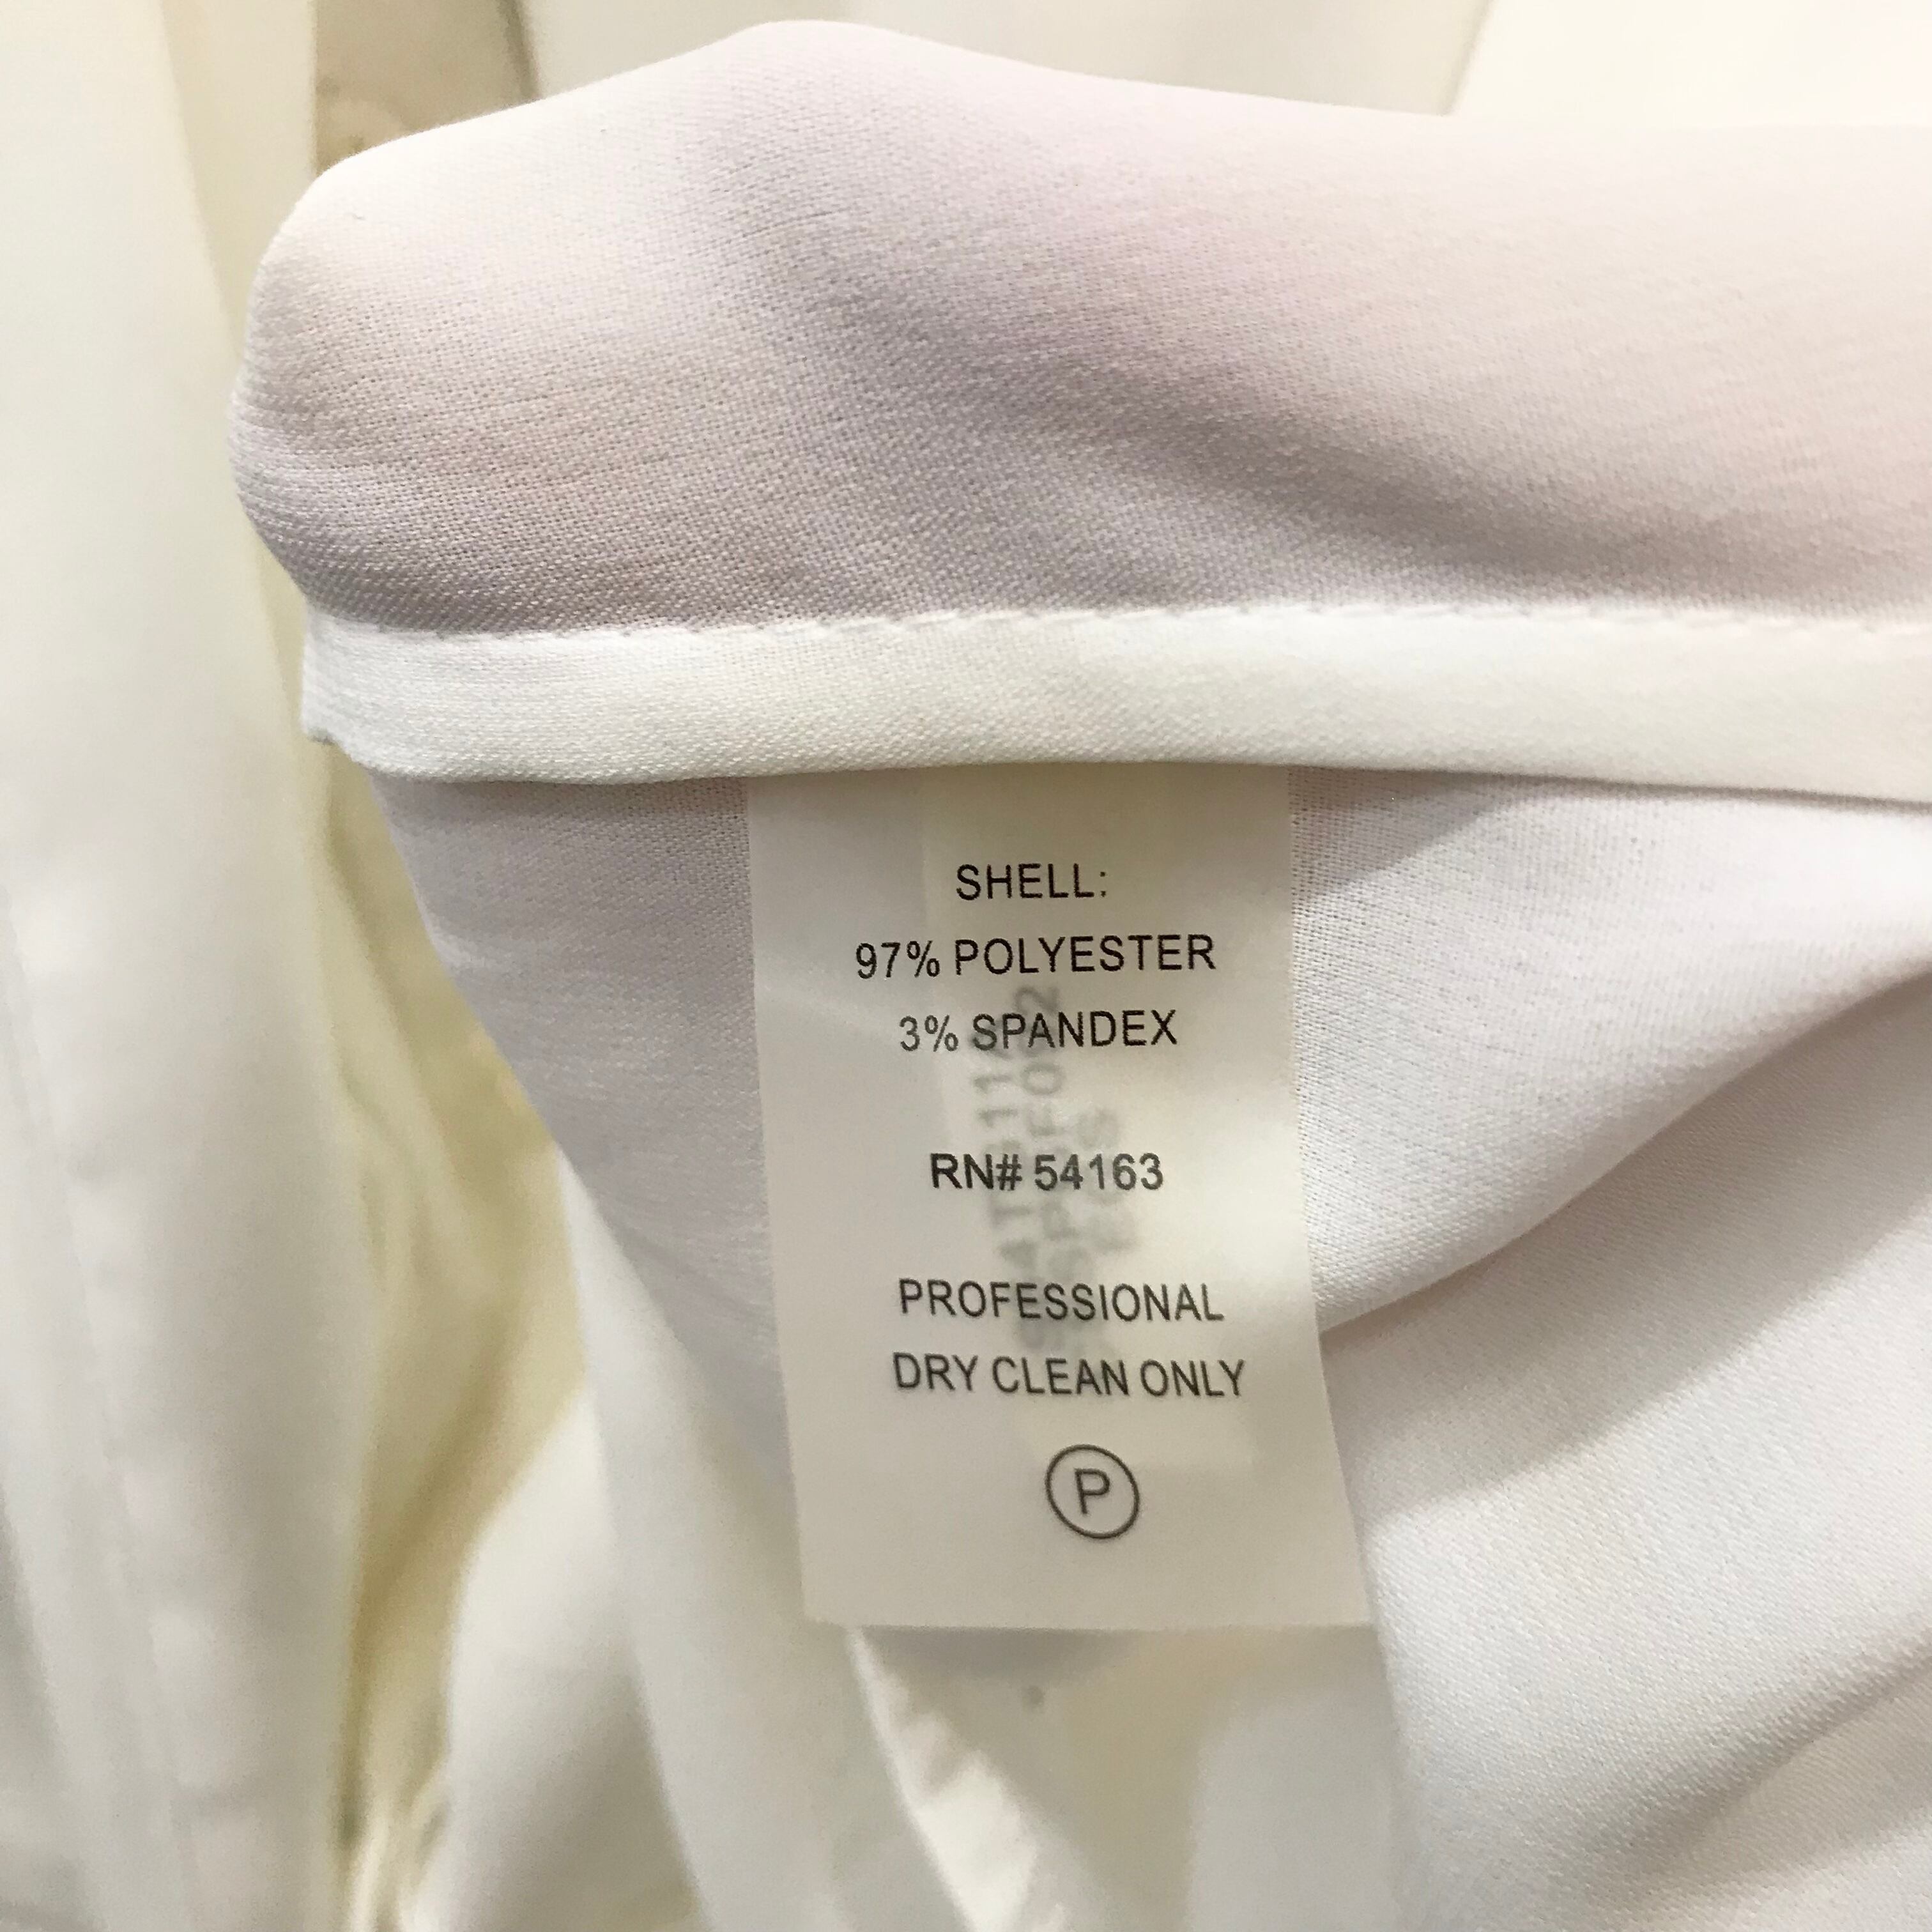 SHELL:
97% POLYESTER
3% SPANDEX
RN# 54163
PROFESSIONAL
DRY CLEAN ONLY
P